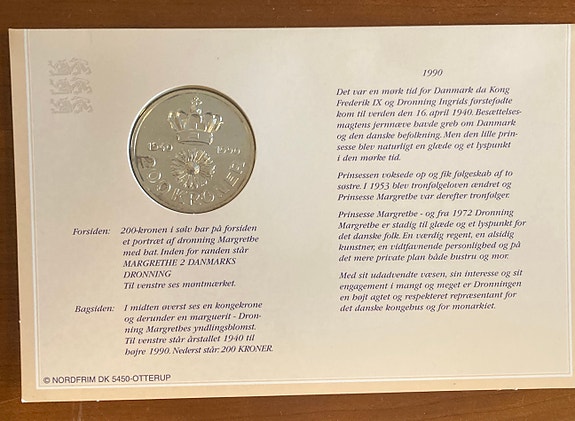 1940 1990
200 KRONER
Forsiden: 200-kronen i sølv bar på forsiden
et portræt af dronning Margrethe
med hat. Inden for randen står
MARGRETHE 2 DANMARKS
DRONNING
Til venstre ses møntmærket.
Bagsiden: I midten øverst ses en kongekrone
og derunder en marguerit - Dron-
ning Margrethes yndlingsblomst.
Til venstre står årstallet 1940 til
højre 1990. Nederst står: 200 KRONER.
© NORDFRIM DK 5450-OTTERUP
1990
Det var en mørk tid for Danmark da Kong
Frederik IX og Dronning Ingrids førstefødte
kom til verden den 16. april 1940. Besættelses-
magtens jernnæve havde greb om Danmark
og den danske befolkning. Men den lille prin-
sesse blev naturligt en glæde og et lyspunkt
i den mørke tid.
Prinsessen voksede op og fik følgeskab af to
søstre. I 1953 blev tronfølgeloven ændret og
Prinsesse Margrethe var derefter tronfølger.
Prinsesse Margrethe - og fra 1972 Dronning
Margrethe er stadig til glæde og et lyspunkt for
det danske folk. En værdig regent, en alsidig
kunstner, en vidtfavnende personlighed og på
det mere private plan både hustru og mor.
Med sit udadvendte væsen, sin interesse og sit
engagement i mangt og meget er Dronningen
en højt agtet og respekteret repræsentant for
det danske kongehus og for monarkiet.